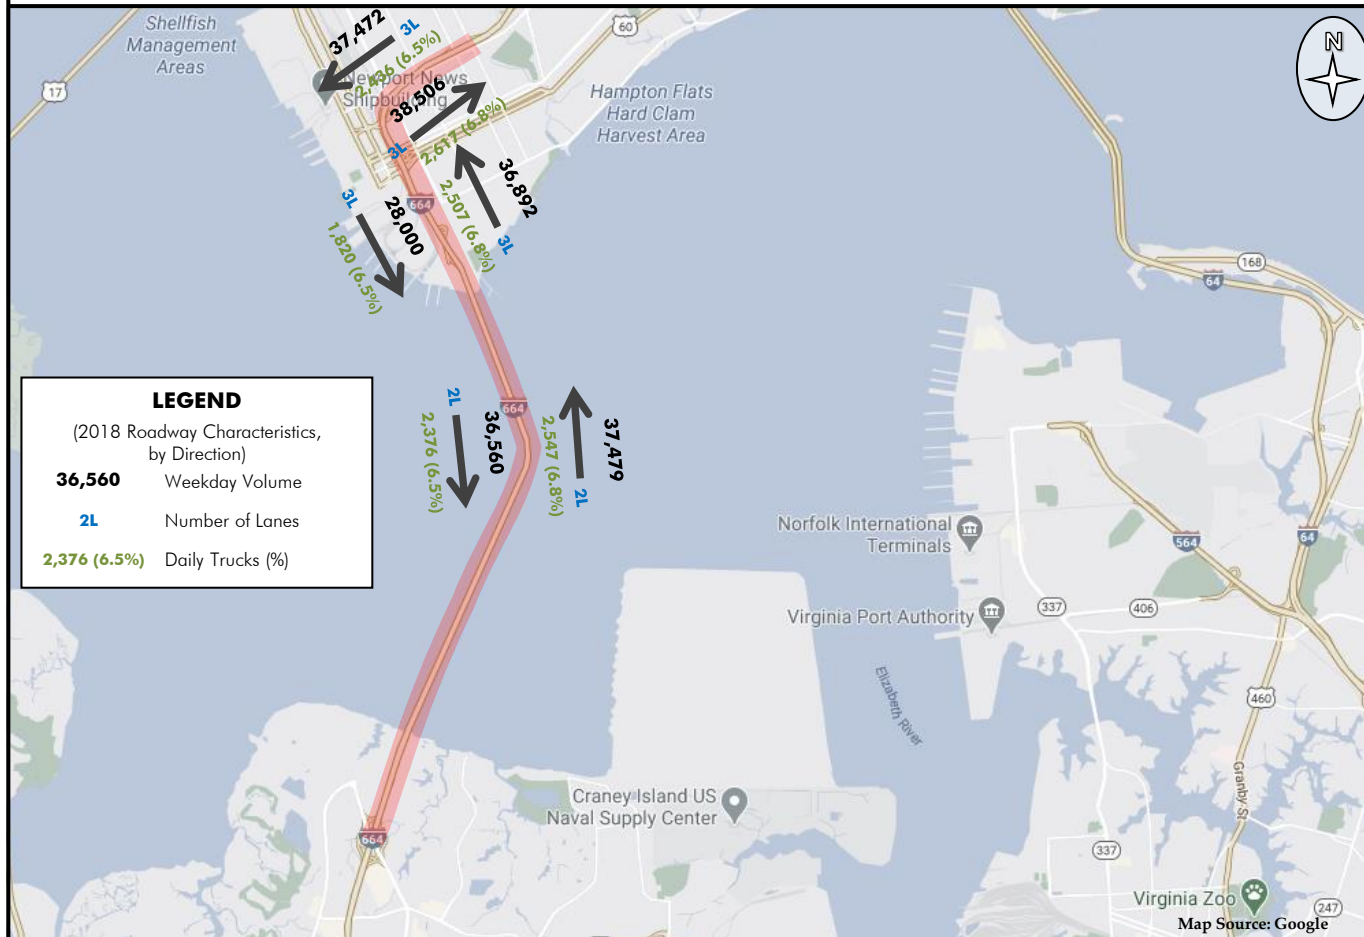 Shellfish
Management
Areas
17
37,472
3L
2,436 (6.5%)
60
N
Newport News
Shipbuilding
38,506
3L
2,617 (6.8%)
Hampton Flats
Hard Clam
Harvest Area
36,892
3L
2,507 (6.8%)
664
3L
28,000
1,820 (6.5%)
168
64
LEGEND
(2018 Roadway Characteristics,
by Direction)
36,560 Weekday Volume
2L Number of Lanes
2,376 (6.5%) Daily Trucks (%)
664
2L
36,560
2,376 (6.5%)
37,479
2L
2,547 (6.8%)
Norfolk International
Terminals
564
64
Virginia Port Authority
337
406
Elizabeth River
460
Granby St
Craney Island US
Naval Supply Center
664
337
Virginia Zoo
247
Map Source: Google